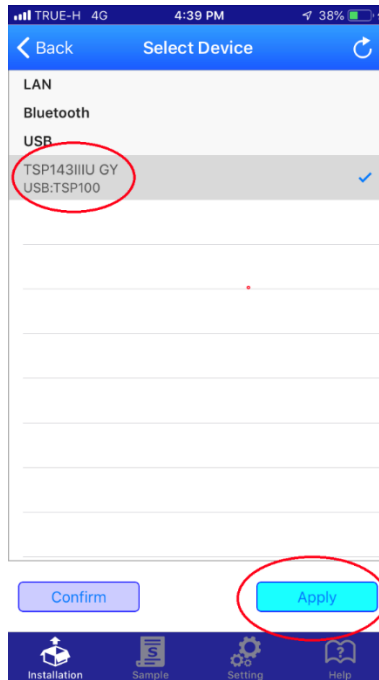 TRUE-H 4G 4:39 PM 38%
Back Select Device
LAN
Bluetooth
USB
TSP143IIIU GY
USB:TSP100
Confirm Apply
S ?
Installation Sample Setting Help